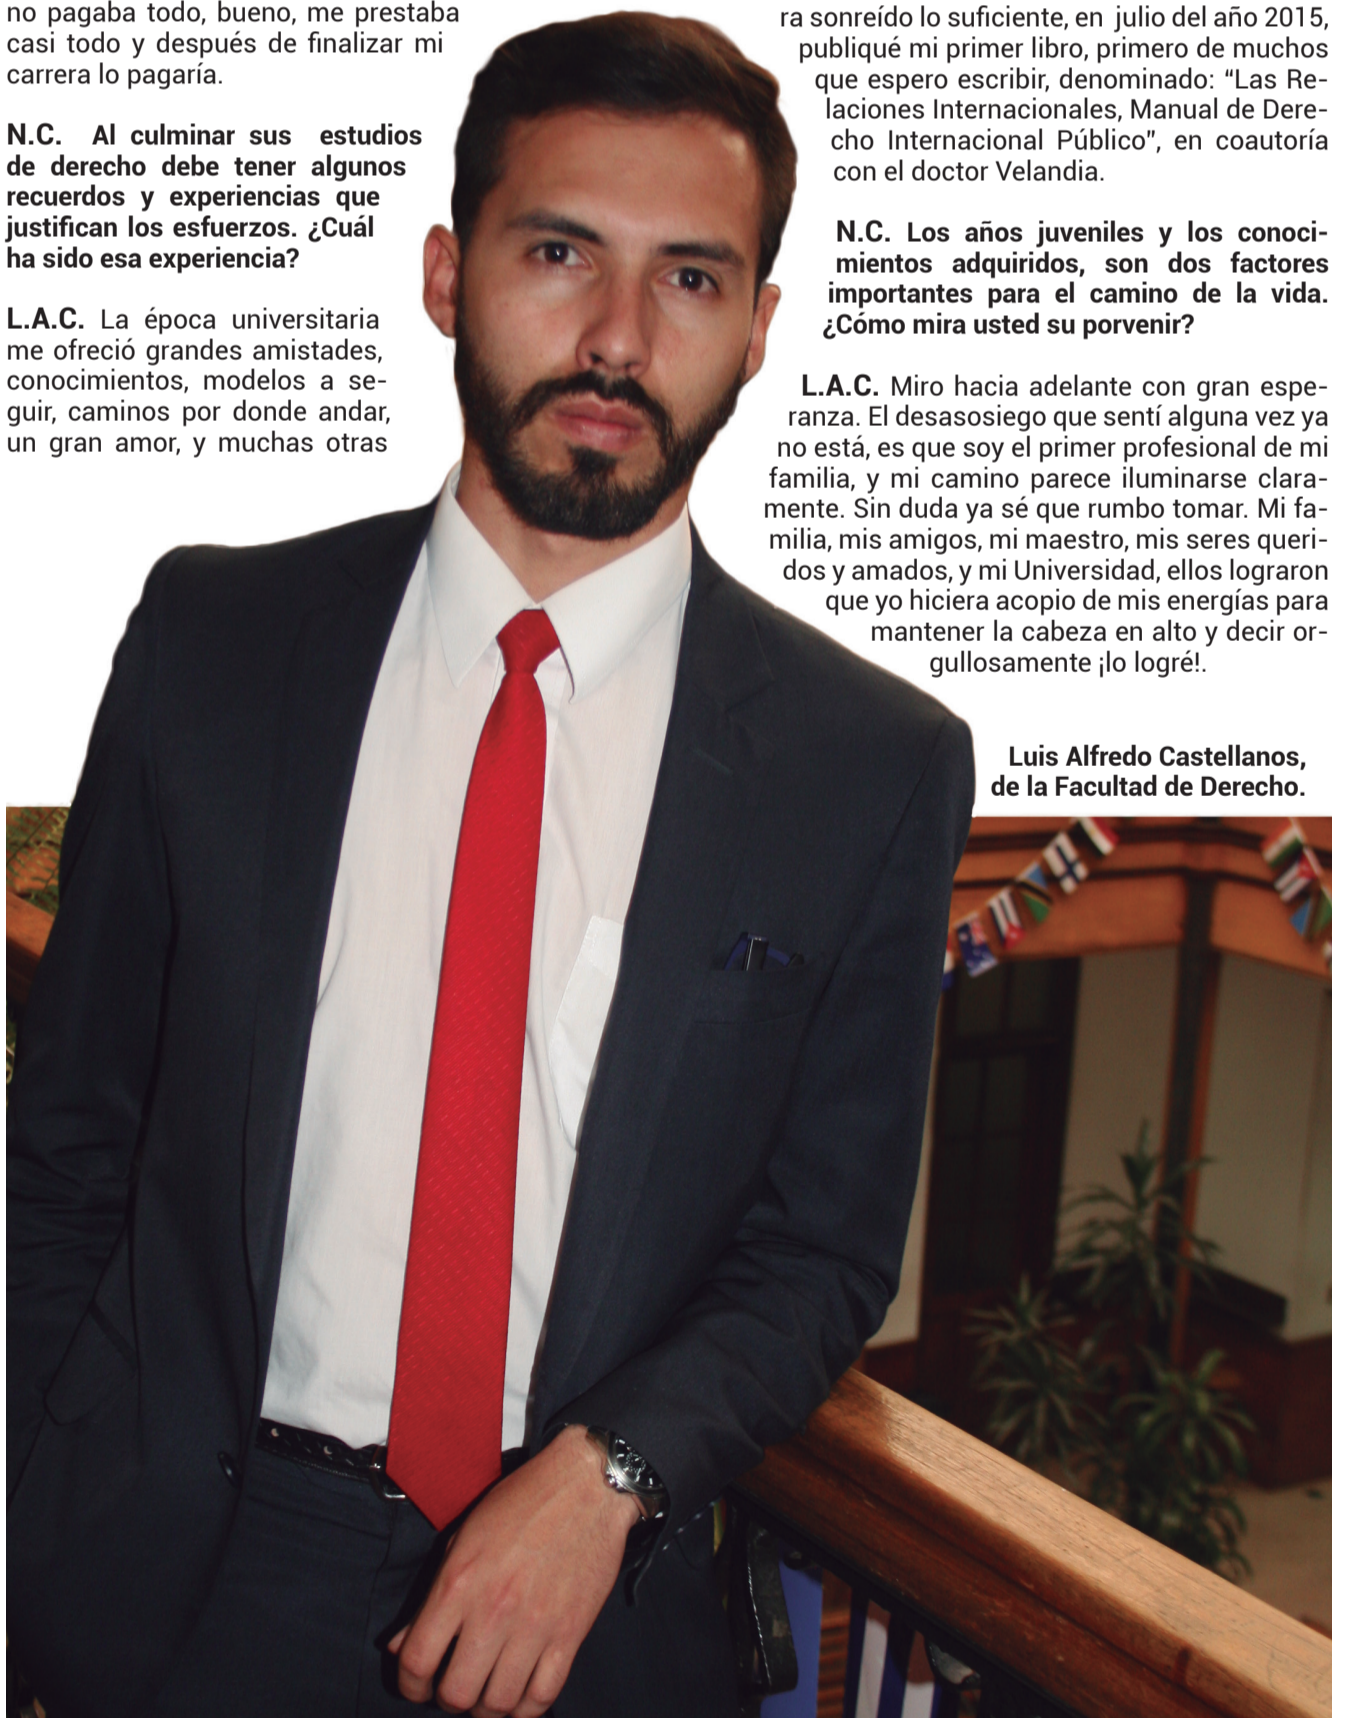 no pagaba todo, bueno, me prestaba
casi todo y después de finalizar mi
carrera lo pagaría.
N.C. Al culminar sus estudios
de derecho debe tener algunos
recuerdos y experiencias que
justifican los esfuerzos. ¿Cuál
ha sido esa experiencia?
L.A.C. La época universitaria
me ofreció grandes amistades,
conocimientos, modelos a se-
guir, caminos por donde andar,
un gran amor, y muchas otras
ra sonreído lo suficiente, en julio del año 2015,
publiqué mi primer libro, primero de muchos
que espero escribir, denominado: “Las Re-
laciones Internacionales, Manual de Dere-
cho Internacional Público”, en coautoría
con el doctor Velandia.
N.C. Los años juveniles y los conoci-
mientos adquiridos, son dos factores
importantes para el camino de la vida.
¿Cómo mira usted su porvenir?
L.A.C. Miro hacia adelante con gran espe-
ranza. El desasosiego que sentí alguna vez ya
no está, es que soy el primer profesional de mi
familia, y mi camino parece iluminarse clara-
mente. Sin duda ya sé que rumbo tomar. Mi fa-
milia, mis amigos, mi maestro, mis seres queri-
dos y amados, y mi Universidad, ellos lograron
que yo hiciera acopio de mis energías para
mantener la cabeza en alto y decir or-
gullosamente ¡lo logré!.
Luis Alfredo Castellanos,
de la Facultad de Derecho.